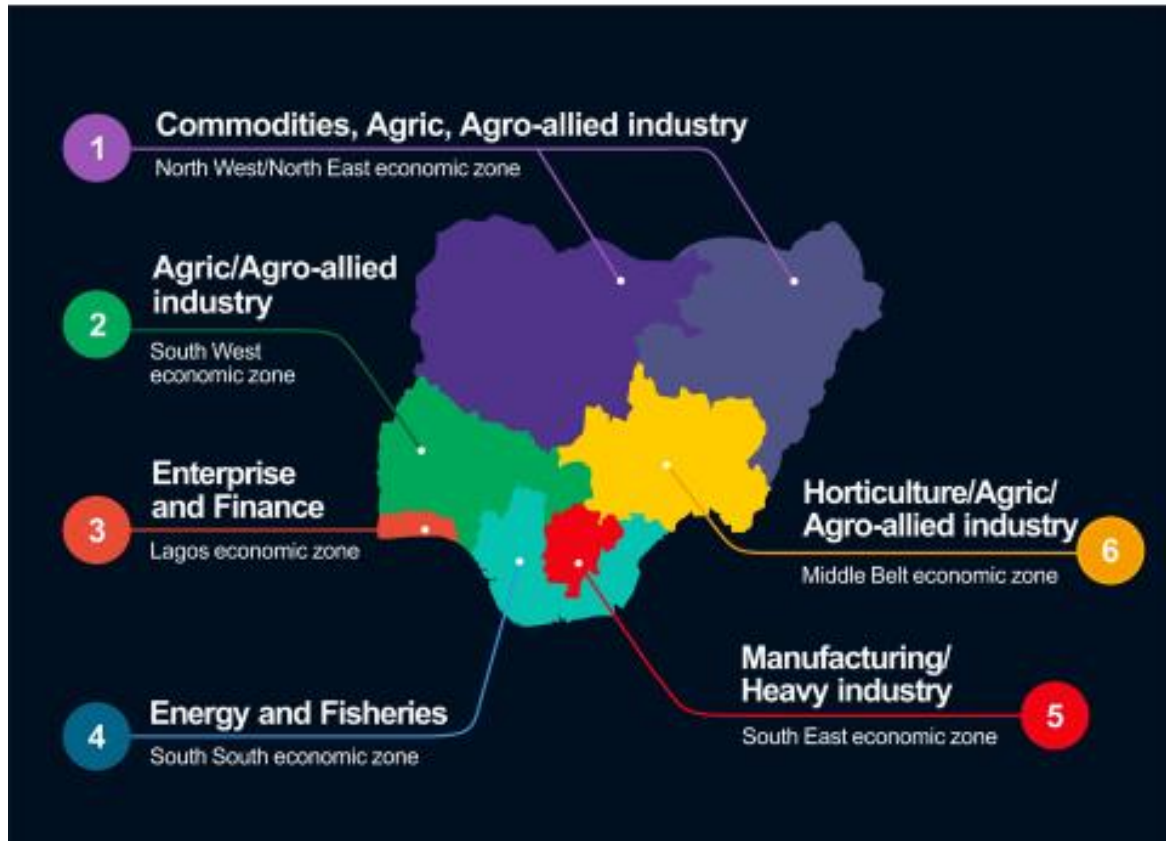 1
Commodities, Agric, Agro-allied industry
North West/North East economic zone
2
Agric/Agro-allied
industry
South West
economic zone
3
Enterprise
and Finance
Lagos economic zone
4
Energy and Fisheries
South South economic zone
5
Manufacturing/
Heavy industry
South East economic zone
6
Horticulture/Agric/
Agro-allied industry
Middle Belt economic zone